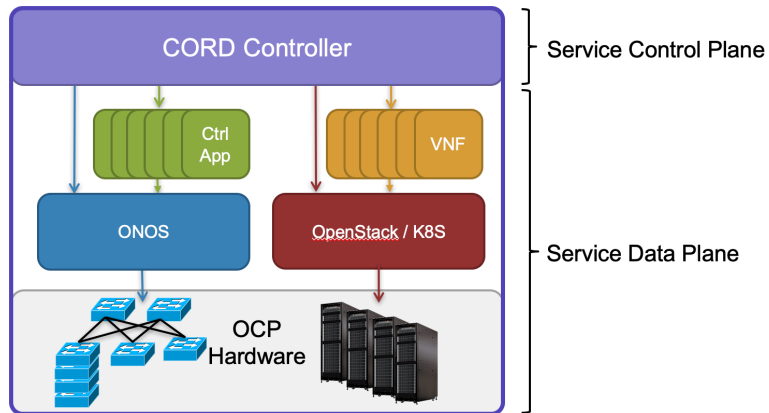 CORD Controller
Service Control Plane
Ctrl
App
VNF
ONOS
OpenStack / K8S
Service Data Plane
OCP
Hardware